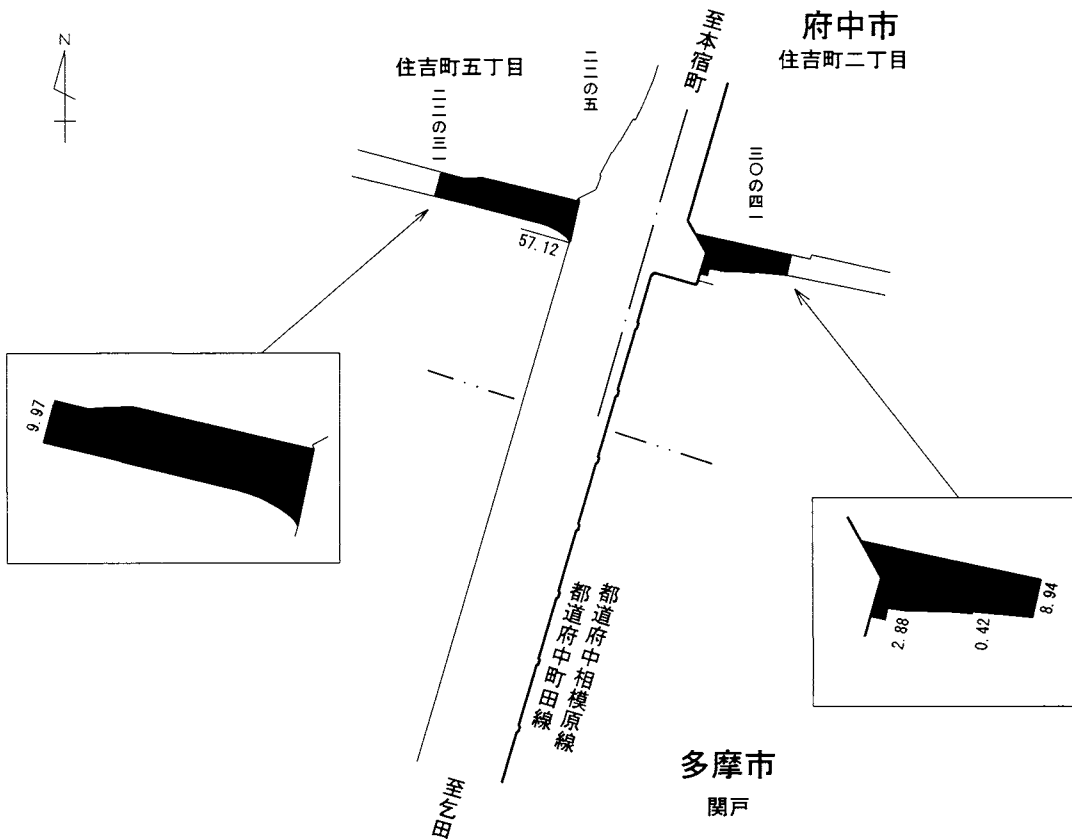 N
府中市
住吉町二丁目
至本宿町
住吉町五丁目
二二の五
二二の三一
三〇の四一
57.12
9.97
8.94
0.42
2.88
都道府中相模原線
都道府中町田線
多摩市
関戸
至乞田